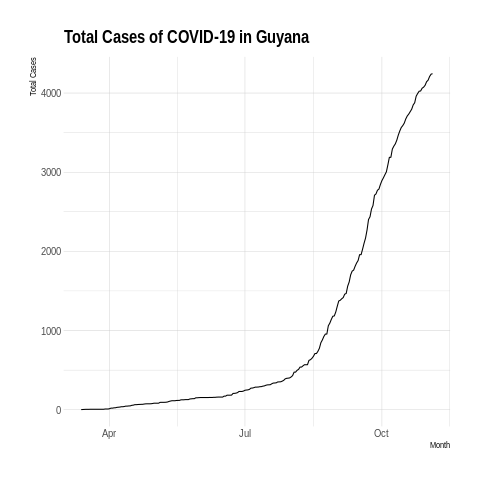 Total Cases of COVID-19 in Guyana
Total Cases
4000
3000
2000
1000
0
Apr
Jul
Oct
Month